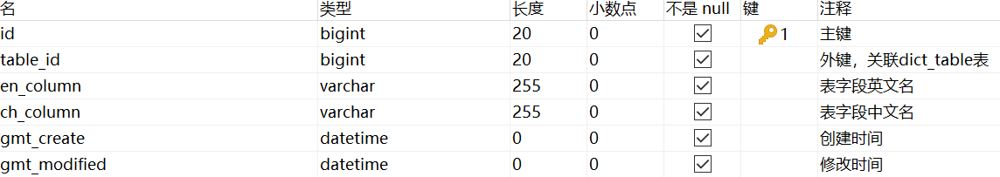 名 类型 长度 小数点 不是 null 键 注释
id bigint 20 0 1 主键
table_id bigint 20 0 外键，关联dict_table表
en_column varchar 255 0 表字段英文名
ch_column varchar 255 0 表字段中文名
gmt_create datetime 0 0 创建时间
gmt_modified datetime 0 0 修改时间